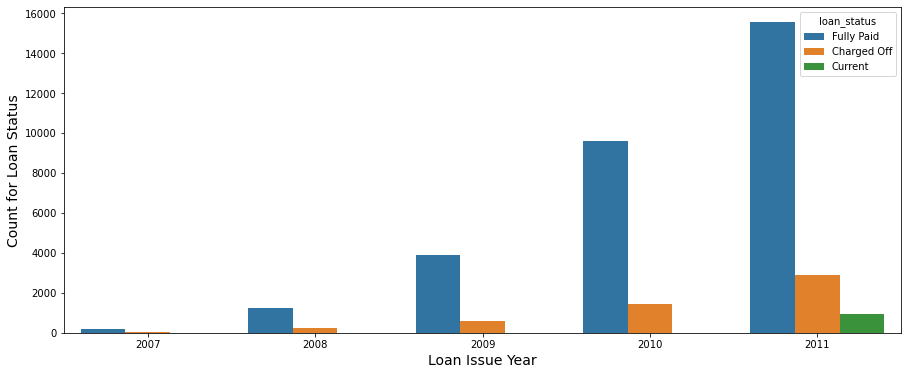 16000
14000
12000
10000
8000
6000
4000
2000
0
Count for Loan Status
loan_status
Fully Paid
Charged Off
Current
2007 2008 2009 2010 2011
Loan Issue Year